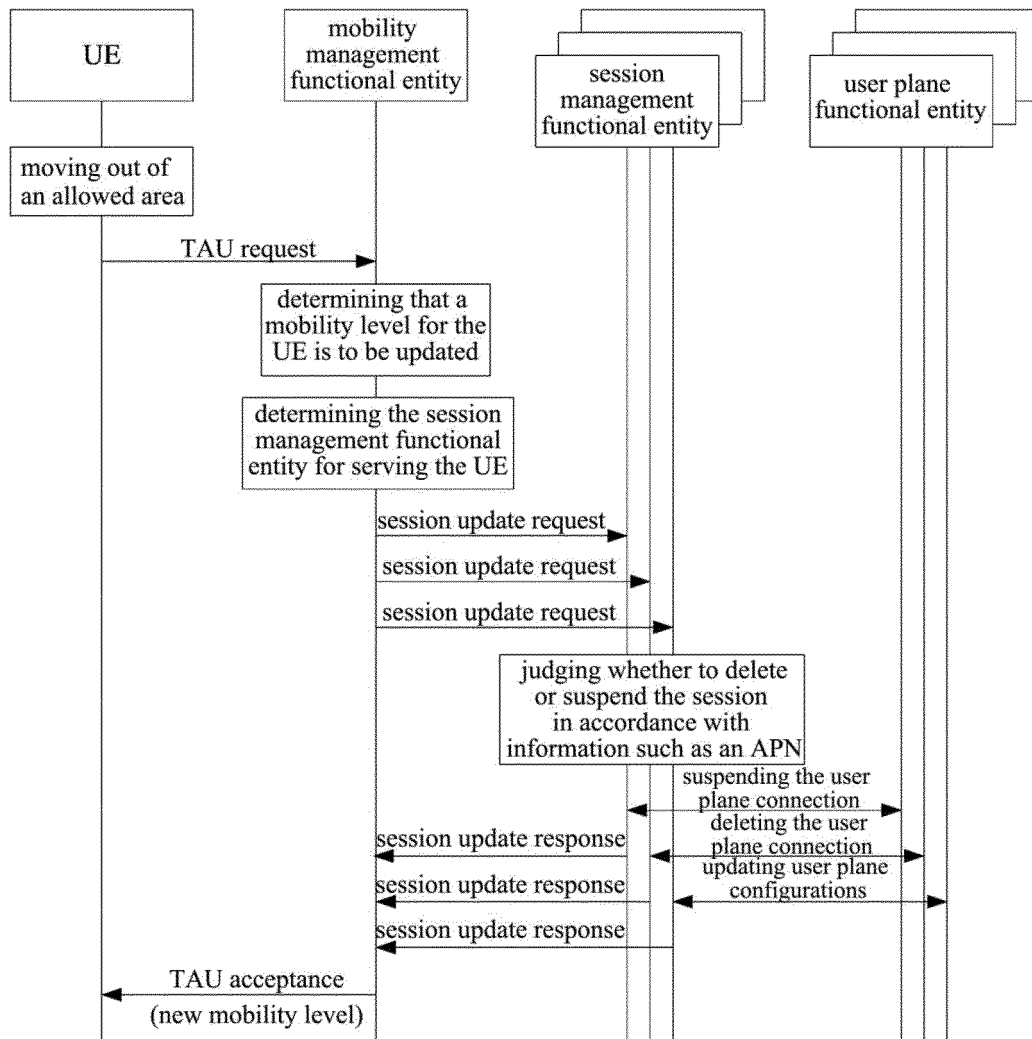 UE
mobility
management
functional entity
session
management
functional entity
user plane
functional entity
moving out of
an allowed area
TAU request
determining that a
mobility level for the
UE is to be updated
determining the session
management functional
entity for serving the UE
session update request
session update request
session update request
judging whether to delete
or suspend the session
in accordance with
information such as an APN
suspending the user
plane connection
deleting the user
plane connection
session update response
updating user plane
configurations
session update response
session update response
TAU acceptance
(new mobility level)